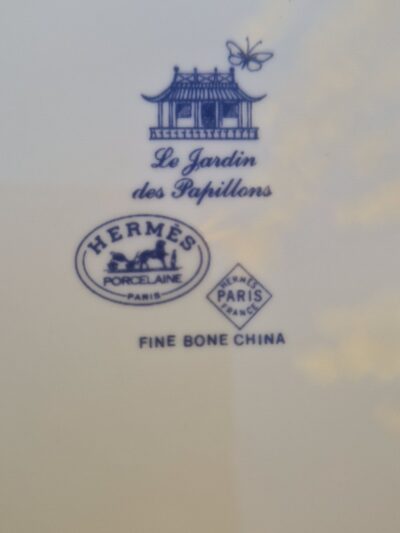 Le Jardin
des Papillons
HERMÈS
PORCELAINE
PARIS
HERMÈS
PARIS
FRANCE
FINE BONE CHINA